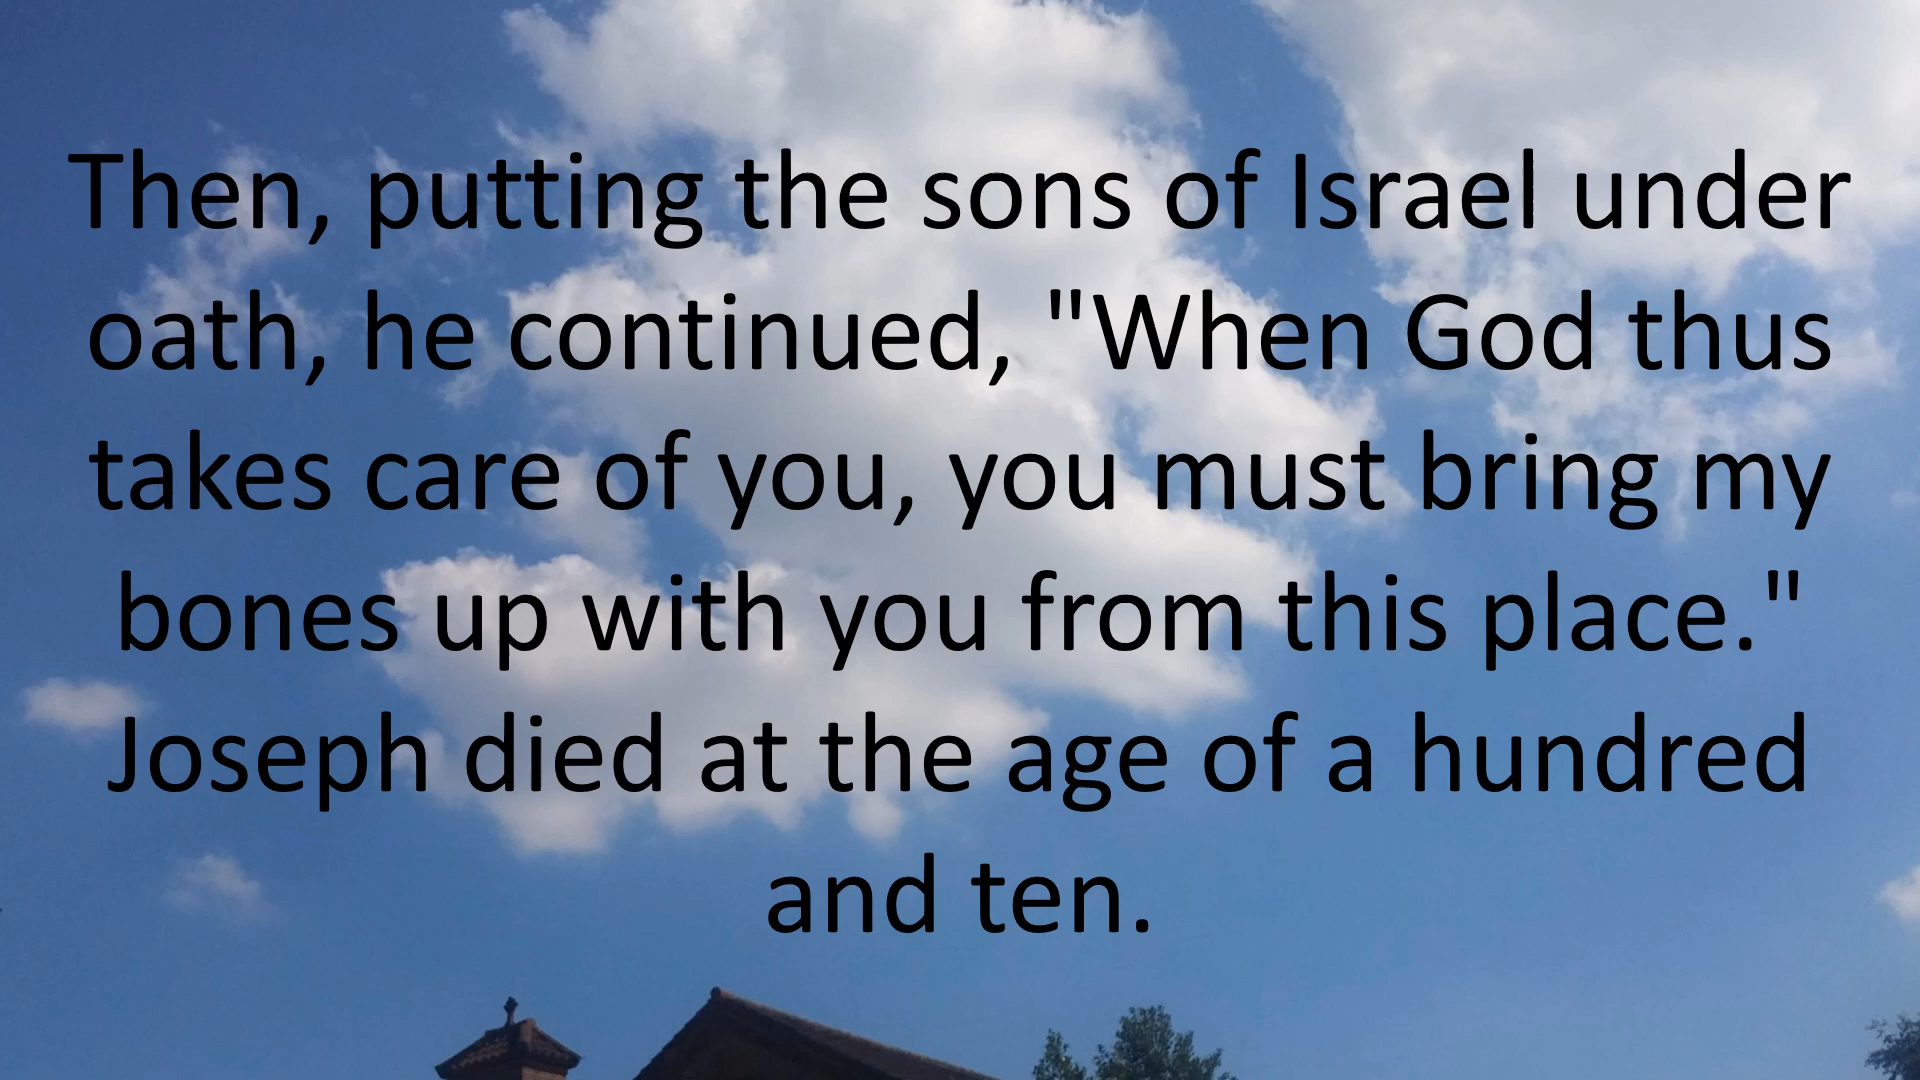 Then, putting the sons of Israel under
oath, he continued, "When God thus
takes care of you, you must bring my
bones up with you from this place."
Joseph died at the age of a hundred
and ten.